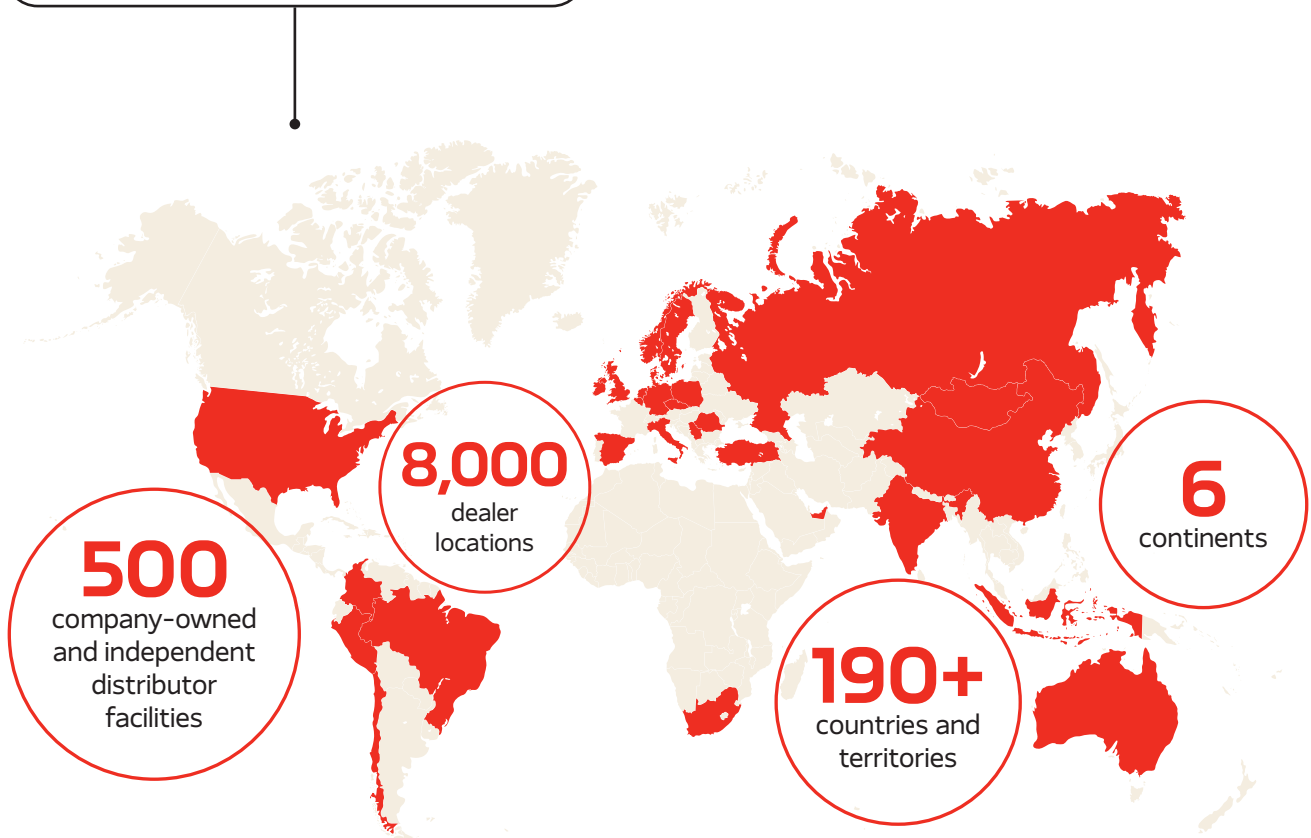 8,000
dealer
locations
6
continents
500
company-owned
and independent
distributor
facilities
190+
countries and
territories